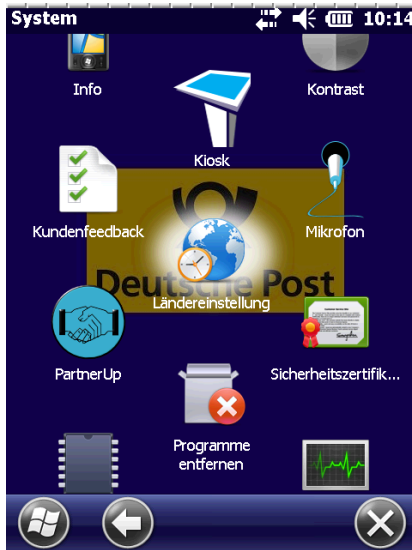 System 10:14
Info
Kontrast
Kiosk
Kundenfeedback
Mikrofon
Deutsche Post
Ländereinstellung
PartnerUp
Sicherheitszertifik...
Programme
entfernen